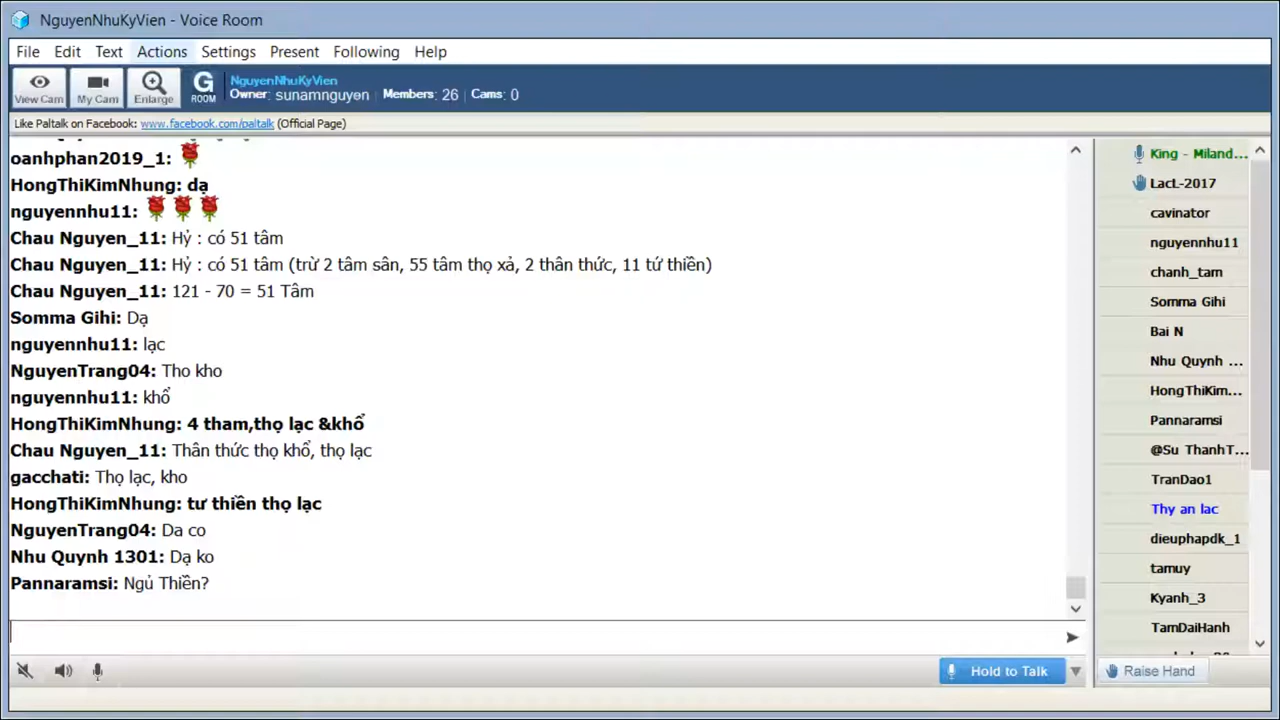 NguyenNhuKyVien - Voice Room
File Edit Text Actions Settings Present Following Help
View Cam My Cam Enlarge G ROOM
NguyenNhuKyVien
Owner: sunamnguyen Members: 26 Cams: 0
Like Paltalk on Facebook: www.facebook.com/paltalk (Official Page)
oanhphan2019_1:
HongThiKimNhung: dạ
nguyennhu11:
Chau Nguyen_11: Hỷ : có 51 tâm
Chau Nguyen_11: Hỷ : có 51 tâm (trừ 2 tâm sân, 55 tâm thọ xả, 2 thân thức, 11 tứ thiền)
Chau Nguyen_11: 121 - 70 = 51 Tâm
Somma Gihi: Dạ
nguyennhu11: lạc
NguyenTrang04: Tho kho
nguyennhu11: khổ
HongThiKimNhung: 4 tham,thọ lạc &khổ
Chau Nguyen_11: Thân thức thọ khổ, thọ lạc
gacchati: Thọ lạc, kho
HongThiKimNhung: tư thiền thọ lạc
NguyenTrang04: Da co
Nhu Quynh 1301: Dạ ko
Pannaramsi: Ngủ Thiền?
Hold to Talk
King - Miland...
LacL-2017
cavinator
nguyennhu11
chanh_tam
Somma Gihi
Bai N
Nhu Quynh ...
HongThiKim...
Pannaramsi
@Su ThanhT...
TranDao1
Thy an lac
dieuphapdk_1
tamuy
Kyanh_3
TamDaiHanh
Raise Hand